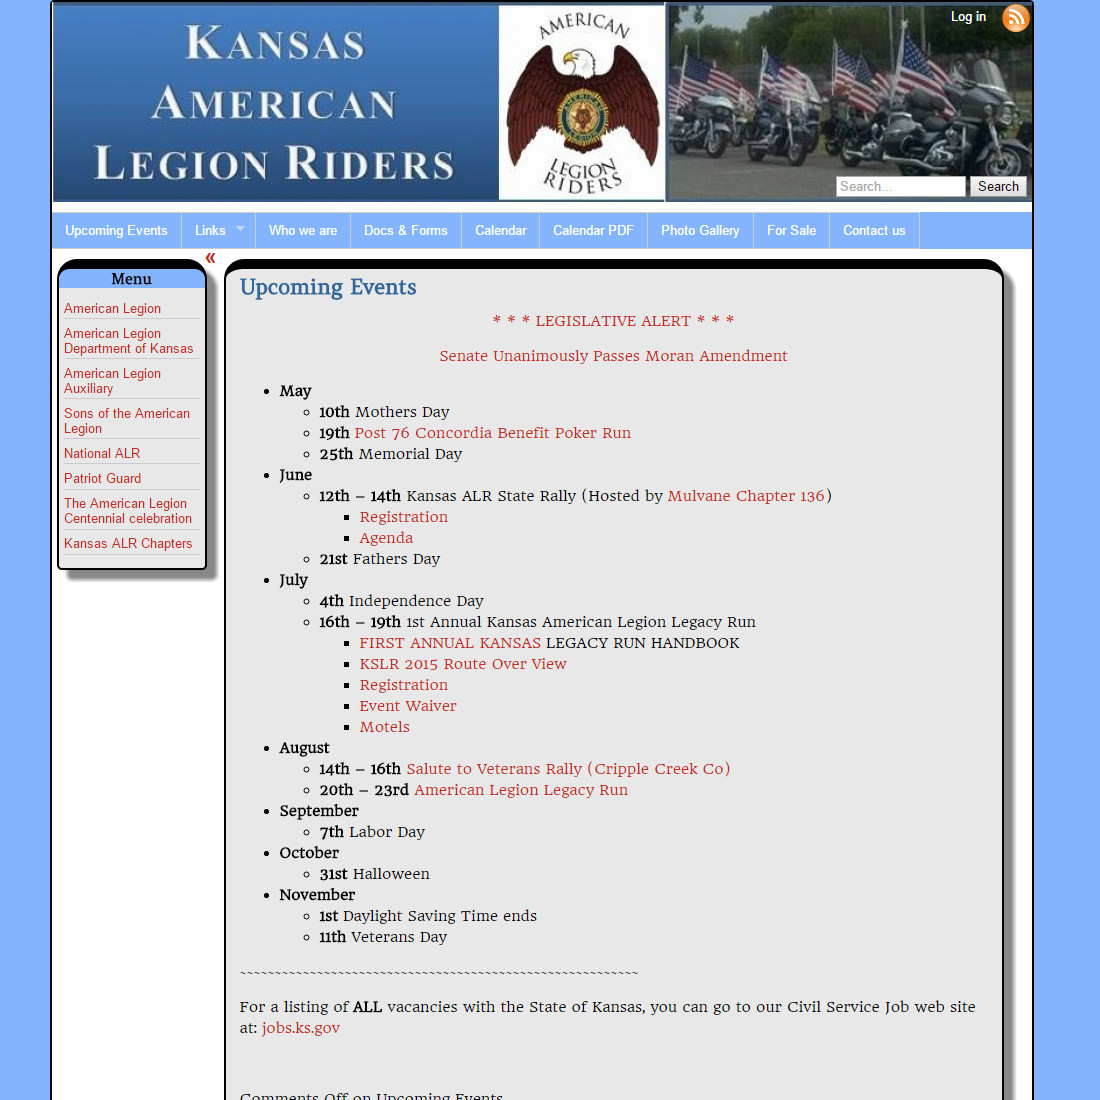 KANSAS
AMERICAN
LEGION RIDERS
AMERICAN
LEGION
RIDERS
Log in
Search...
Search
Upcoming Events
Links
Who we are
Docs & Forms
Calendar
Calendar PDF
Photo Gallery
For Sale
Contact us
«
Menu
American Legion
American Legion
Department of Kansas
American Legion
Auxiliary
Sons of the American
Legion
National ALR
Patriot Guard
The American Legion
Centennial celebration
Kansas ALR Chapters
Upcoming Events
* * * LEGISLATIVE ALERT * * *
Senate Unanimously Passes Moran Amendment
May
10th Mothers Day
19th Post 76 Concordia Benefit Poker Run
25th Memorial Day
June
12th – 14th Kansas ALR State Rally (Hosted by Mulvane Chapter 136)
Registration
Agenda
21st Fathers Day
July
4th Independence Day
16th – 19th 1st Annual Kansas American Legion Legacy Run
FIRST ANNUAL KANSAS LEGACY RUN HANDBOOK
KSLR 2015 Route Over View
Registration
Event Waiver
Motels
August
14th – 16th Salute to Veterans Rally (Cripple Creek Co)
20th – 23rd American Legion Legacy Run
September
7th Labor Day
October
31st Halloween
November
1st Daylight Saving Time ends
11th Veterans Day
~~~~~~~~~~~~~~~~~~~~~~~~~~~~~~~~~~~~~~~~~~~~~~~~~~~~~~~~~
For a listing of ALL vacancies with the State of Kansas, you can go to our Civil Service Job web site
at: jobs.ks.gov
Comments Off on Upcoming Events